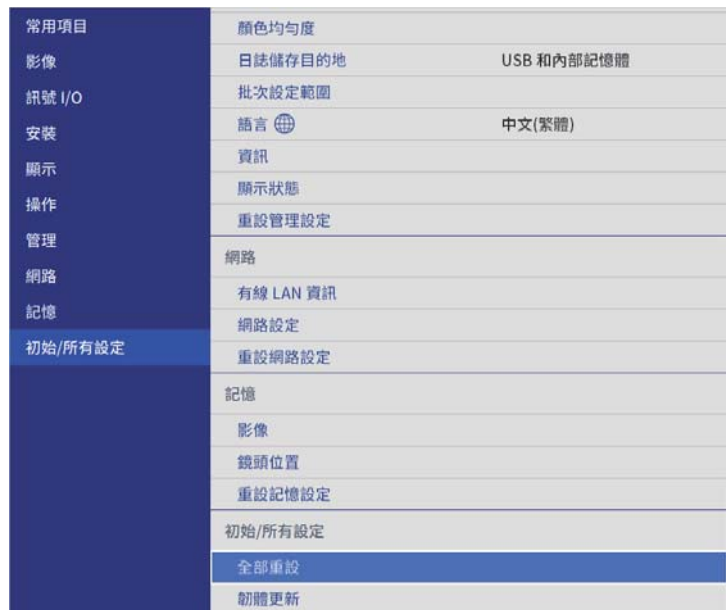 常用項目
影像
訊號 I/O
安裝
顯示
操作
管理
網路
記憶
初始/所有設定
顏色均勻度
日誌儲存目的地 USB 和內部記憶體
批次設定範圍
語言 中文(繁體)
資訊
顯示狀態
重設管理設定
網路
有線 LAN 資訊
網路設定
重設網路設定
記憶
影像
鏡頭位置
重設記憶設定
初始/所有設定
全部重設
韌體更新